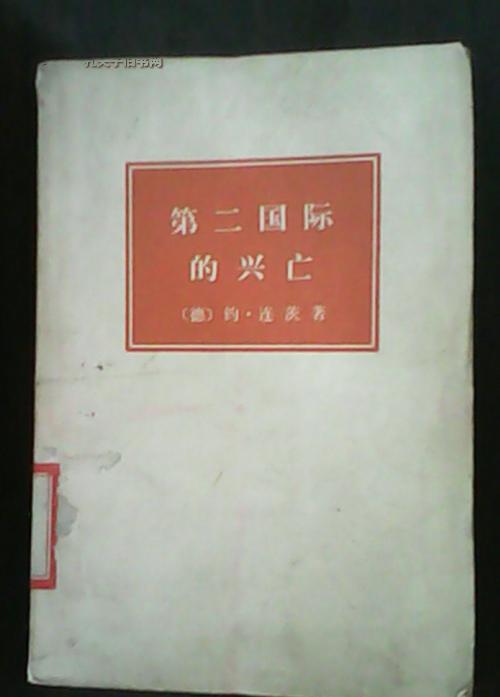 孔夫子旧书网
第二国际
的兴亡
〔德〕约·连茨著